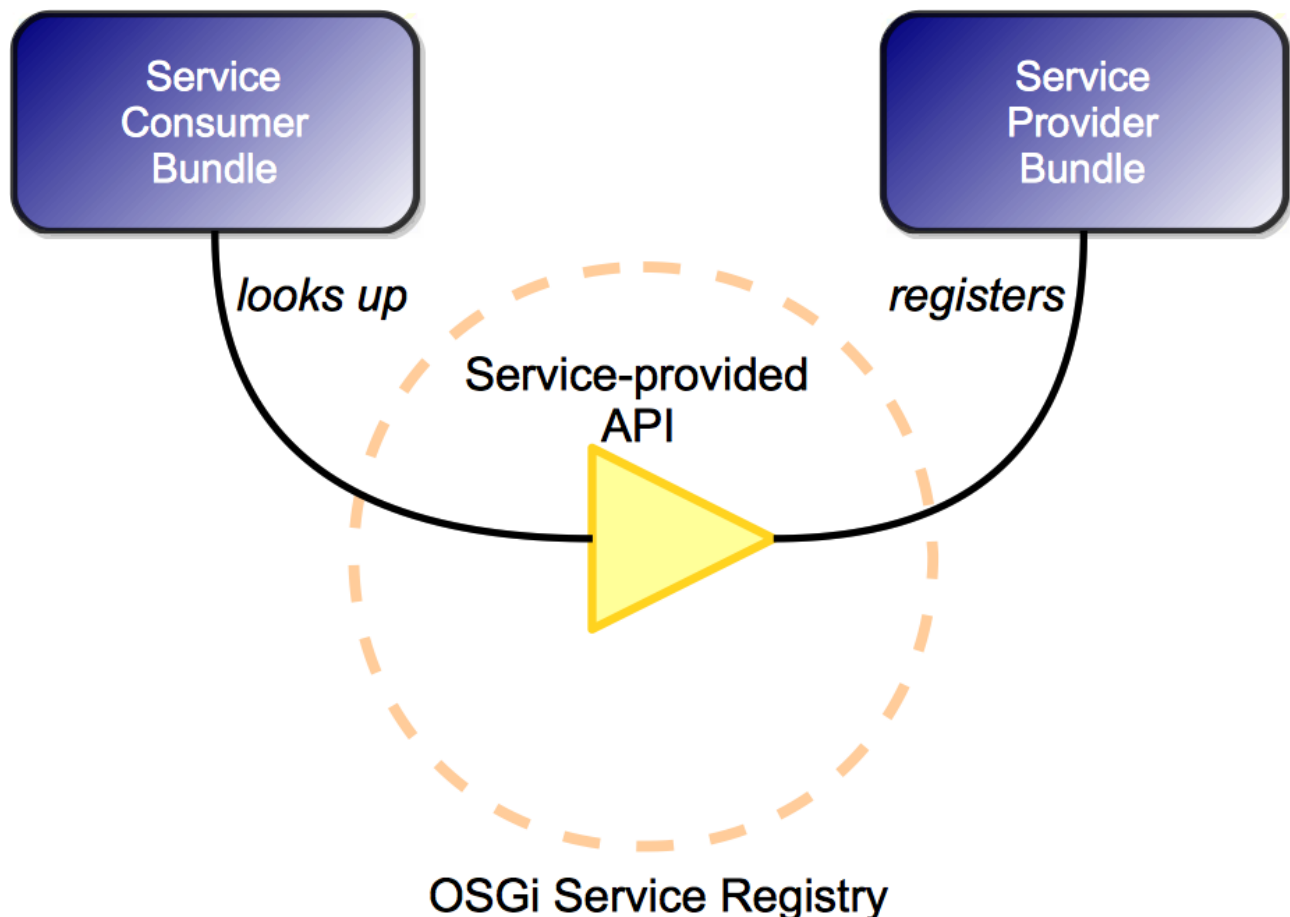 Service
Consumer
Bundle
Service
Provider
Bundle
looks up
registers
Service-provided
API
OSGi Service Registry